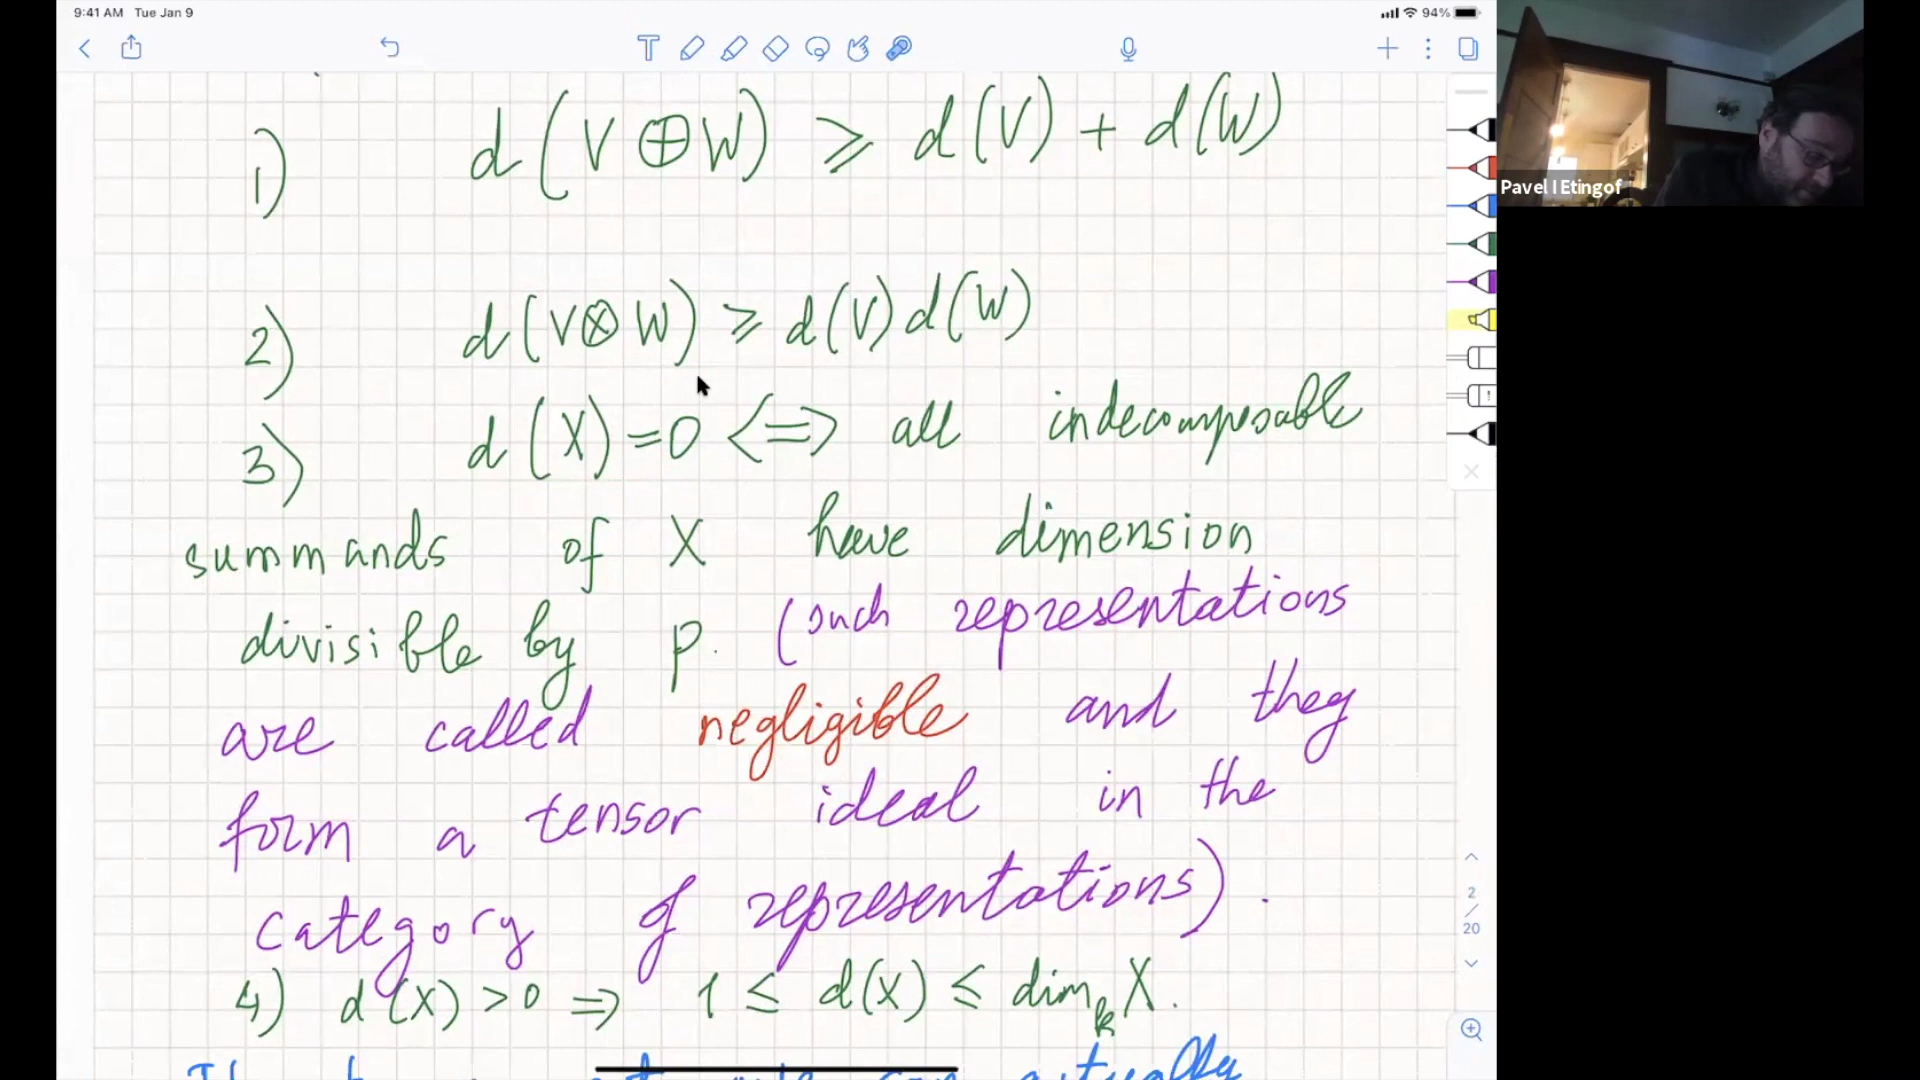 9:41 AM Tue Jan 9
94%
Pavel I Etingof
1) d(V⊕W) ≥ d(V) + d(W)
2) d(V⊗W) ≥ d(V)d(W)
3) d(X)=0 <=> all indecomposable
summands of X have dimension
divisible by p. (such representations
are called negligible and they
form a tensor ideal in the
category of representations).
4) d(X) > 0 => 1 ≤ d(X) ≤ dim_k X.
actually
2
/
20